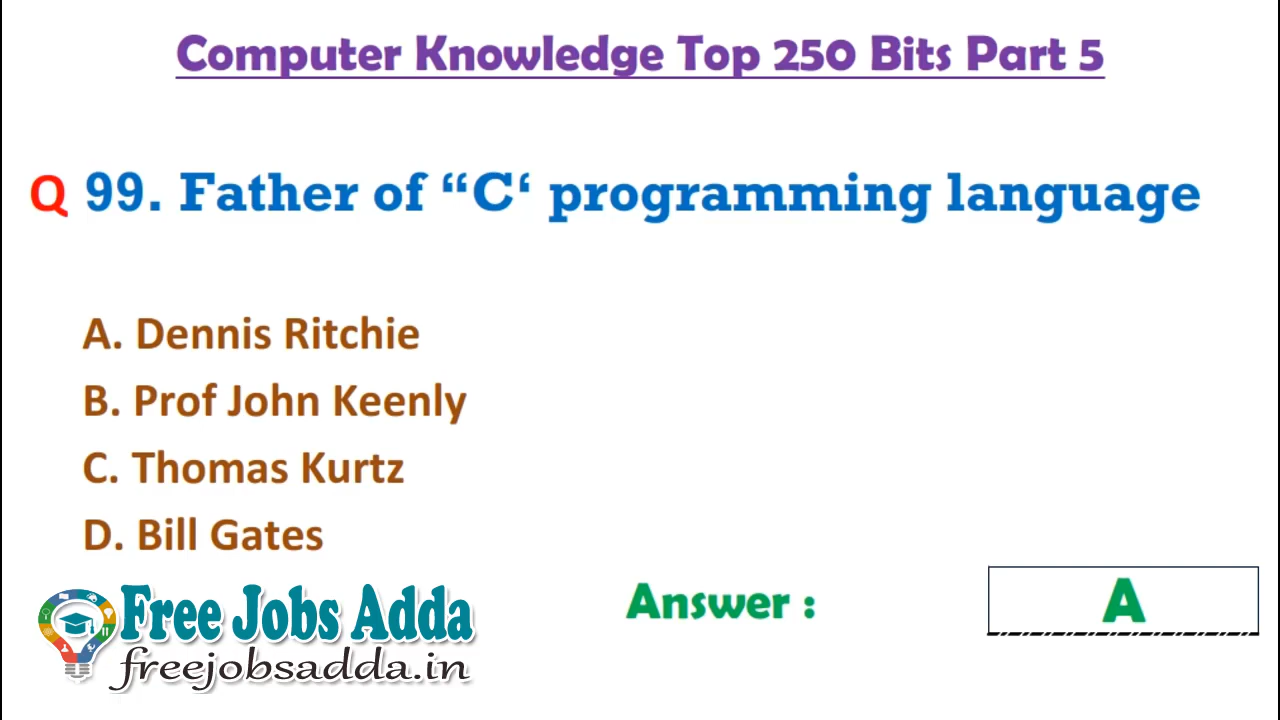 Computer Knowledge Top 250 Bits Part 5
Q 99. Father of “C‘ programming language
A. Dennis Ritchie
B. Prof John Keenly
C. Thomas Kurtz
D. Bill Gates
Answer : A
Free Jobs Adda
freejobsadda.in